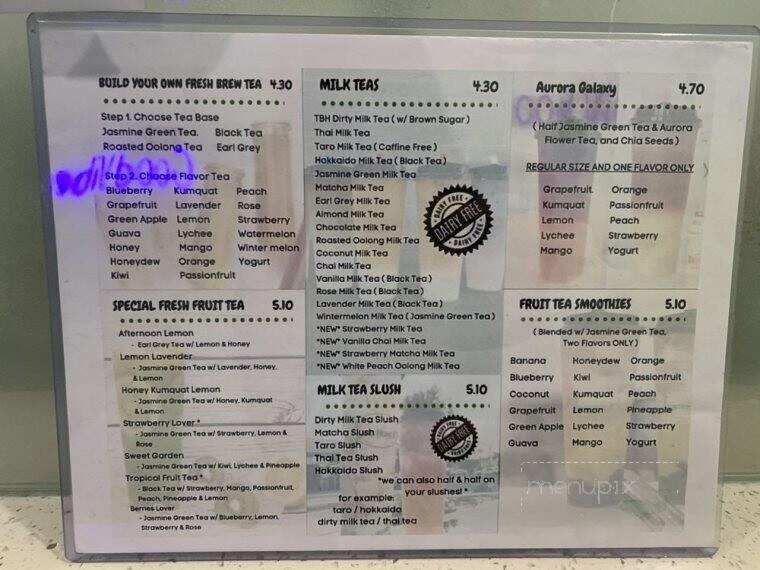 BUILD YOUR OWN FRESH BREW TEA 4.30
Step 1. Choose Tea Base
Jasmine Green Tea. Black Tea
Roasted Oolong Tea Earl Grey
Step 2. Choose Flavor Tea
Blueberry Kumquat Peach
Grapefruit Lavender Rose
Green Apple Lemon Strawberry
Guava Lychee Watermelon
Honey Mango Winter melon
Honeydew Orange Yogurt
Kiwi Passionfruit
SPECIAL FRESH FRUIT TEA 5.10
Afternoon Lemon
- Earl Grey Tea w/ Lemon & Honey
Lemon Lavender
- Jasmine Green Tea w/ Lavender, Honey,
& Lemon
Honey Kumquat Lemon
- Jasmine Green Tea w/ Honey, Kumquat
& Lemon
Strawberry Lover *
- Jasmine Green Tea w/ Strawberry, Lemon &
Rose
Sweet Garden
- Jasmine Green Tea w/ Kiwi, Lychee & Pineapple
Tropical Fruit Tea*
- Black Tea w/ Strawberry, Mango, Passionfruit,
Peach, Pineapple & Lemon
Berries Lover
- Jasmine Green Tea w/ Blueberry, Lemon,
Strawberry & Rose
MILK TEAS 4.30
TBH Dirty Milk Tea ( w/ Brown Sugar )
Thai Milk Tea
Taro Milk Tea ( Caffine Free )
Hokkaido Milk Tea ( Black Tea )
Jasmine Green Milk Tea
Matcha Milk Tea
Earl Grey Milk Tea
Almond Milk Tea
Chocolate Milk Tea
Roasted Oolong Milk Tea
Coconut Milk Tea
Chai Milk Tea
Vanilla Milk Tea ( Black Tea )
Rose Milk Tea ( Black Tea )
Lavender Milk Tea ( Black Tea )
Wintermelon Milk Tea ( Jasmine Green Tea )
*NEW* Strawberry Milk Tea
*NEW* Vanilla Chai Milk Tea
*NEW* Strawberry Matcha Milk Tea
*NEW* White Peach Oolong Milk Tea
DAIRY FREE
DAIRY FREE
DAIRY FREE
MILK TEA SLUSH 5.10
Dirty Milk Tea Slush
Matcha Slush
Taro Slush
Thai Tea Slush
Hokkaido Slush
DAIRY FREE
*we can also half & half on
your slushes! *
for example:
taro / hokkaido
dirty milk tea / thai tea
Aurora Galaxy 4.70
( Half Jasmine Green Tea & Aurora
Flower Tea, and Chia Seeds )
REGULAR SIZE AND ONE FLAVOR ONLY
Grapefruit Orange
Kumquat Passionfruit
Lemon Peach
Lychee Strawberry
Mango Yogurt
FRUIT TEA SMOOTHIES 5.10
( Blended w/ Jasmine Green Tea,
Two Flavors ONLY )
Banana Honeydew Orange
Blueberry Kiwi Passionfruit
Coconut Kumquat Peach
Grapefruit Lemon Pineapple
Green Apple Lychee Strawberry
Guava Mango Yogurt
menupix